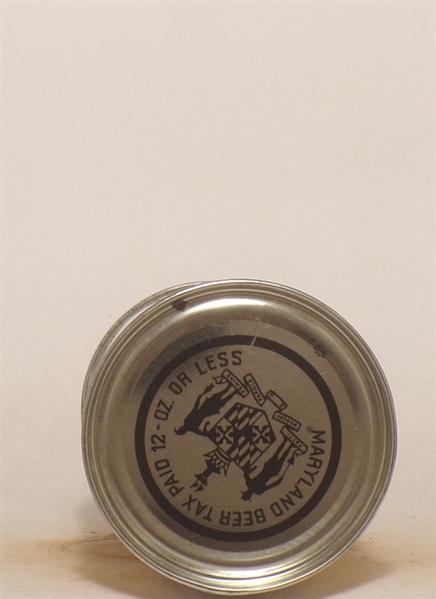 MARYLAND BEER TAX PAID 12-OZ. OR LESS